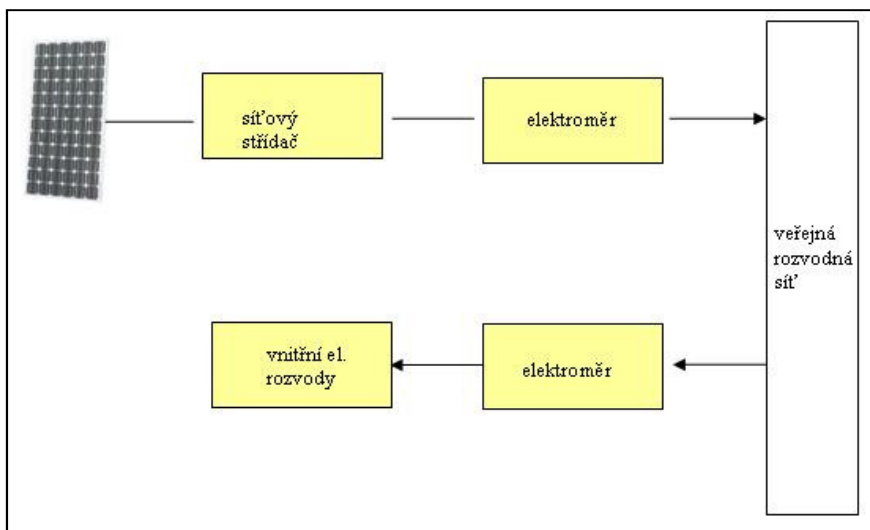 síťový
střídač
elektroměr
veřejná
rozvodná
síť
vnitřní el.
rozvody
elektroměr